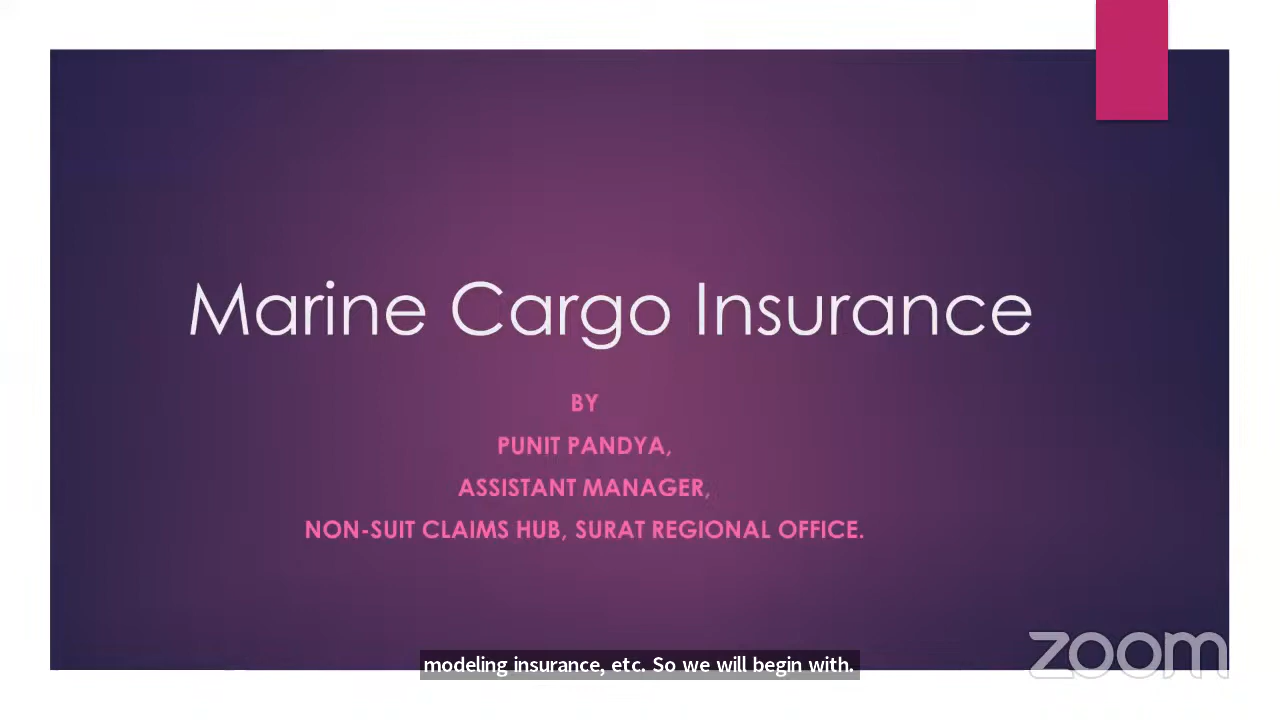 Marine Cargo Insurance
BY
PUNIT PANDYA,
ASSISTANT MANAGER,
NON-SUIT CLAIMS HUB, SURAT REGIONAL OFFICE.
zoom
modeling insurance, etc. So we will begin with.